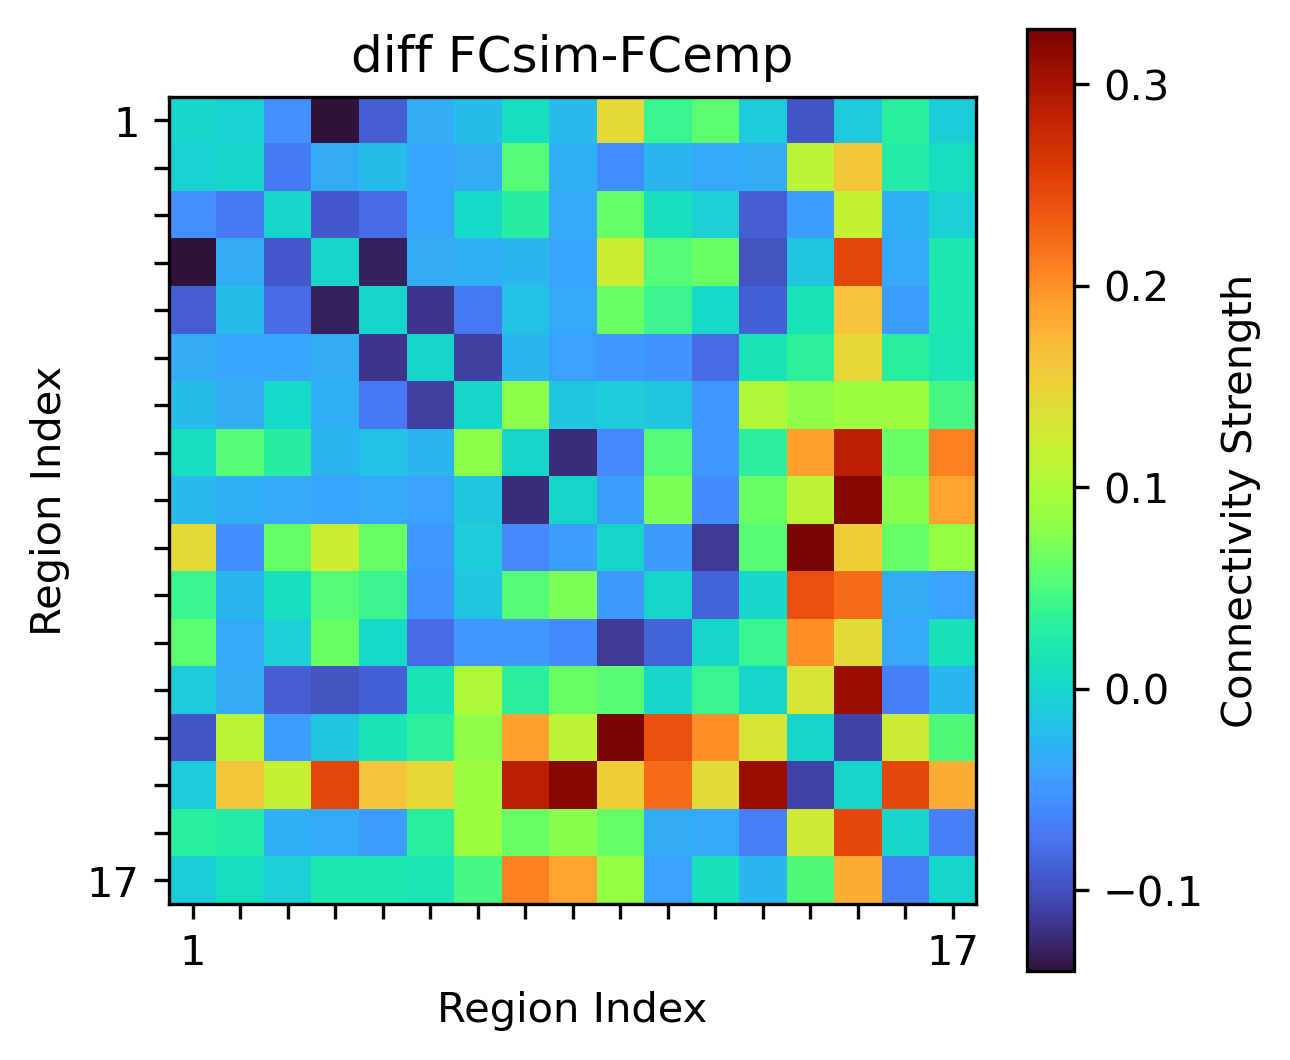 diff FCsim-FCemp
1
17
Region Index
1
17
Region Index
0.3
0.2
0.1
0.0
−0.1
Connectivity Strength